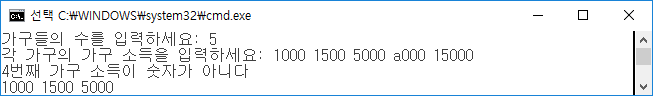 선택 C:₩WINDOWS₩system32₩cmd.exe
가구들의 수를 입력하세요: 5
각 가구의 가구 소득을 입력하세요: 1000 1500 5000 a000 15000
4번째 가구 소득이 숫자가 아니다
1000 1500 5000